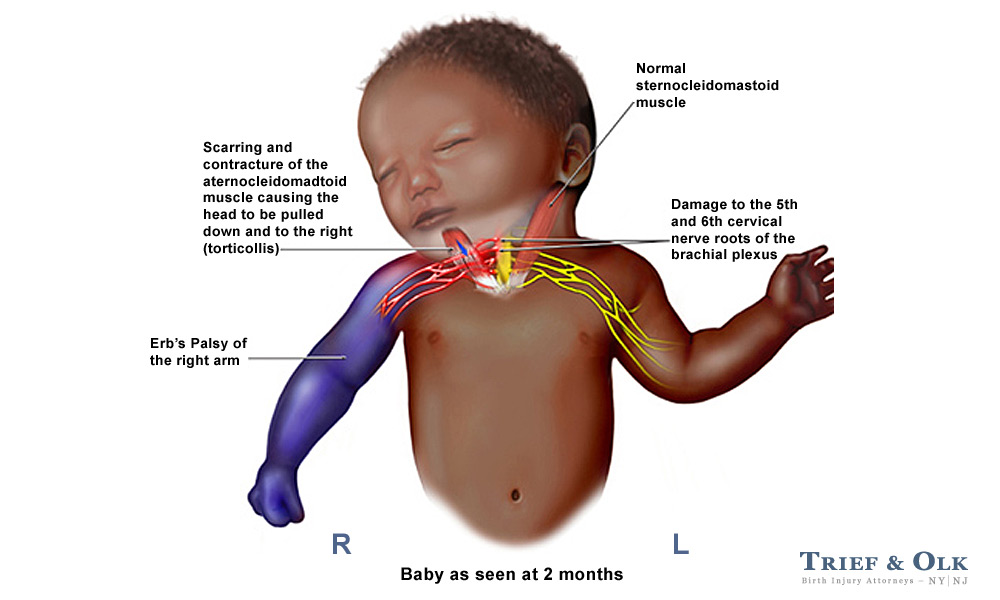 Normal
sternocleidomastoid
muscle
Scarring and
contracture of the
aternocleidomadtoid
muscle causing the
head to be pulled
down and to the right
(torticollis)
Damage to the 5th
and 6th cervical
nerve roots of the
brachial plexus
Erb's Palsy of
the right arm
R
L
Baby as seen at 2 months
TRIEF & OLK
Birth Injury Attorneys – NY|NJ